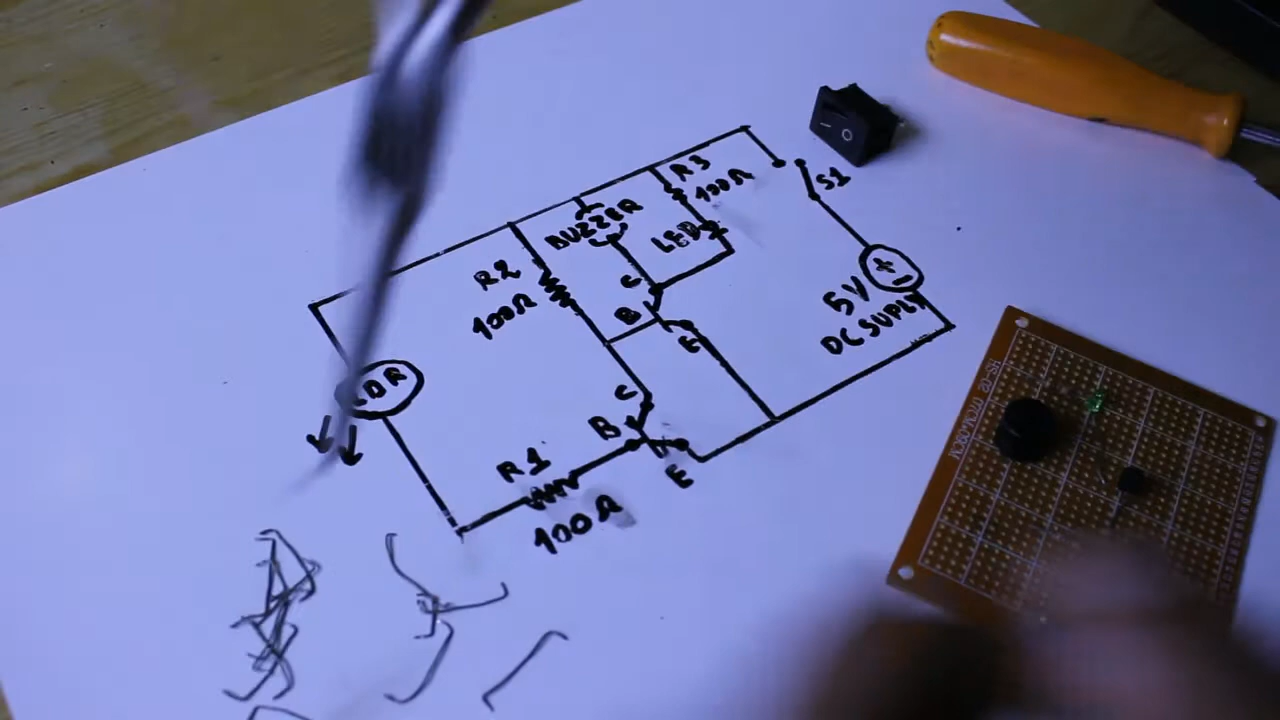 R3
100Ω
S1
BUZZER
LED
R2
100Ω
C
B
E
5V
DC SUPLY
+
-
LDR
C
B
E
R1
100Ω